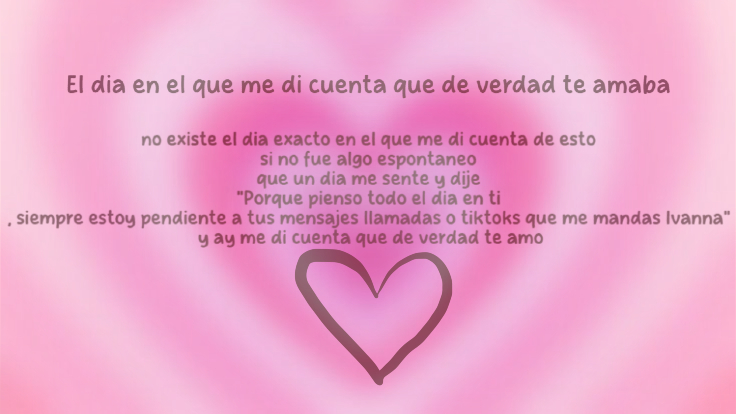 El dia en el que me di cuenta que de verdad te amaba
no existe el dia exacto en el que me di cuenta de esto
si no fue algo espontaneo
que un dia me sente y dije
"Porque pienso todo el dia en ti
, siempre estoy pendiente a tus mensajes llamadas o tiktoks que me mandas Ivanna"
y ay me di cuenta que de verdad te amo